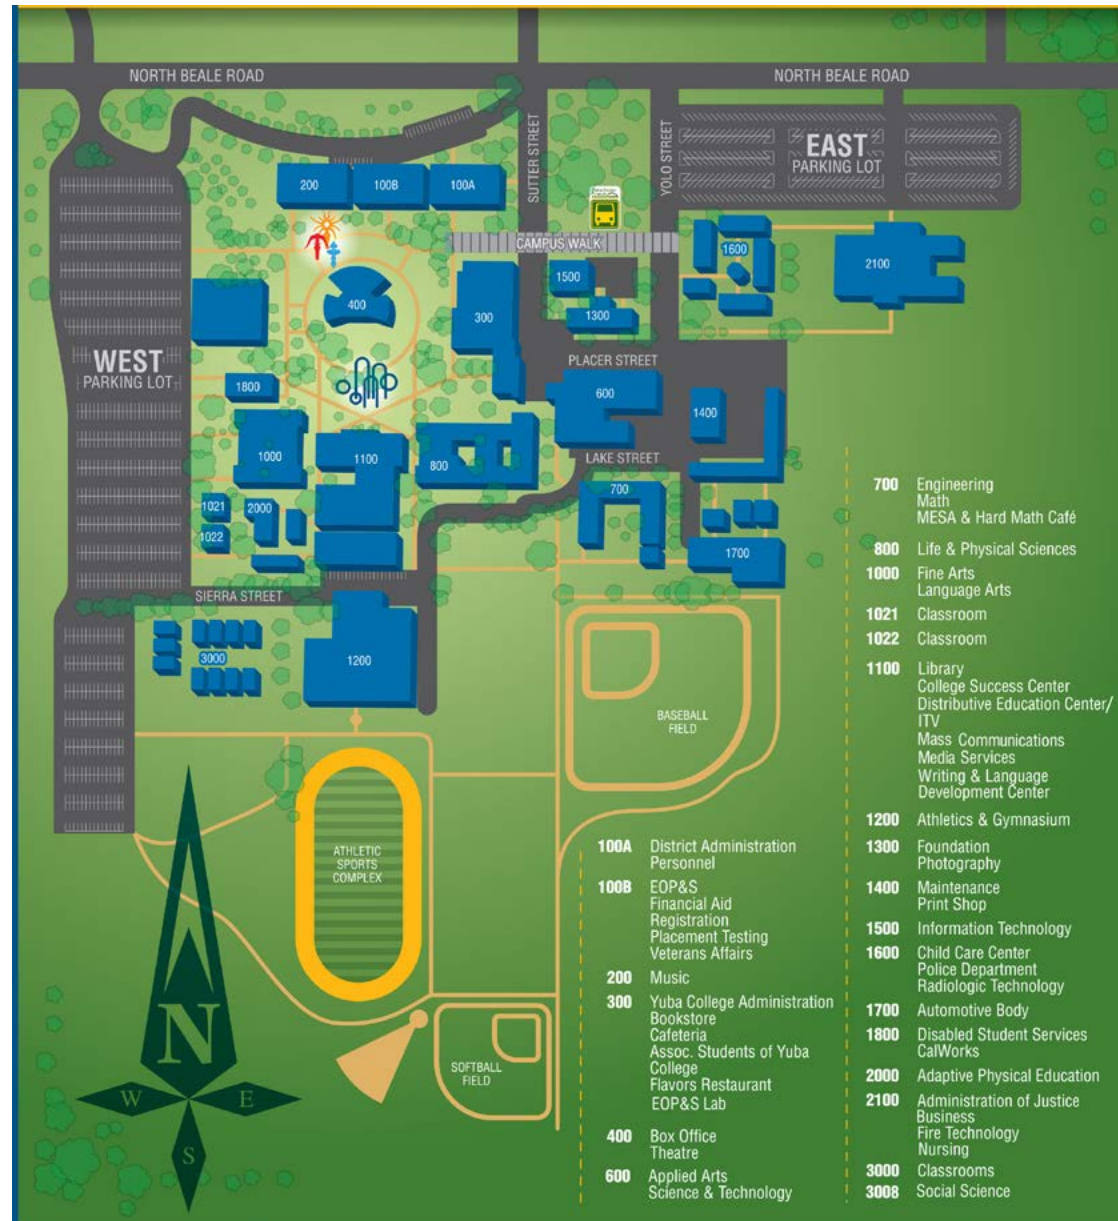 NORTH BEALE ROAD
NORTH BEALE ROAD
SUTTER STREET
YOLO STREET
EAST
PARKING LOT
200
100B
100A
CAMPUS WALK
1600
2100
1500
400
300
1300
WEST
PARKING LOT
PLACER STREET
1800
600
1400
1000
1100
800
LAKE STREET
700
1021
2000
1022
1700
SIERRA STREET
3000
1200
BASEBALL
FIELD
ATHLETIC
SPORTS
COMPLEX
SOFTBALL
FIELD
N
W
E
S
100A District Administration
Personnel
100B EOP&S
Financial Aid
Registration
Placement Testing
Veterans Affairs
200 Music
300 Yuba College Administration
Bookstore
Cafeteria
Assoc. Students of Yuba
College
Flavors Restaurant
EOP&S Lab
400 Box Office
Theatre
600 Applied Arts
Science & Technology
700 Engineering
Math
MESA & Hard Math Café
800 Life & Physical Sciences
1000 Fine Arts
Language Arts
1021 Classroom
1022 Classroom
1100 Library
College Success Center
Distributive Education Center/
ITV
Mass Communications
Media Services
Writing & Language
Development Center
1200 Athletics & Gymnasium
1300 Foundation
Photography
1400 Maintenance
Print Shop
1500 Information Technology
1600 Child Care Center
Police Department
Radiologic Technology
1700 Automotive Body
1800 Disabled Student Services
CalWorks
2000 Adaptive Physical Education
2100 Administration of Justice
Business
Fire Technology
Nursing
3000 Classrooms
3008 Social Science